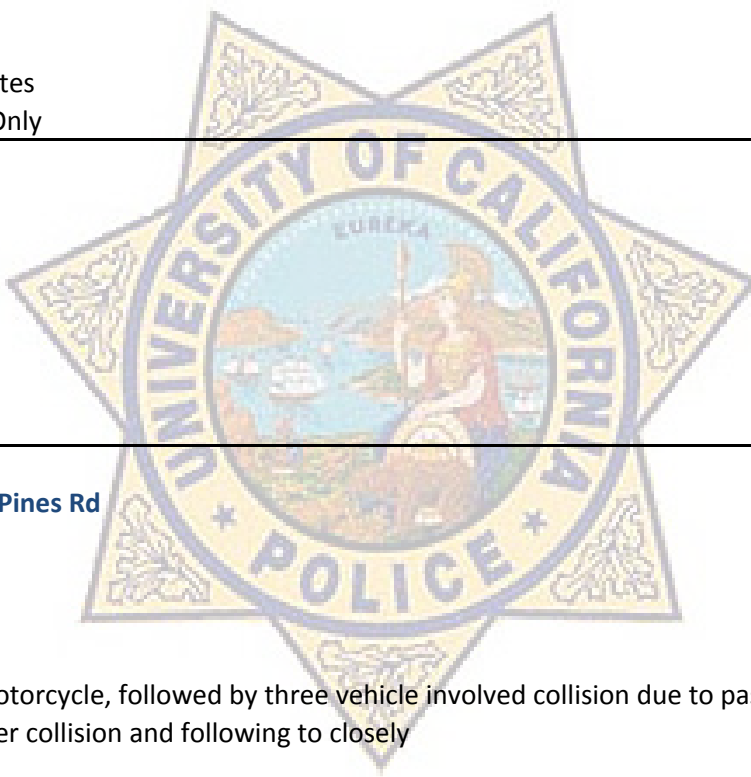 tes
Only
UNIVERSITY OF CALIFORNIA
EUREKA
Pines Rd
POLICE
otorcycle, followed by three vehicle involved collision due to pa
er collision and following to closely